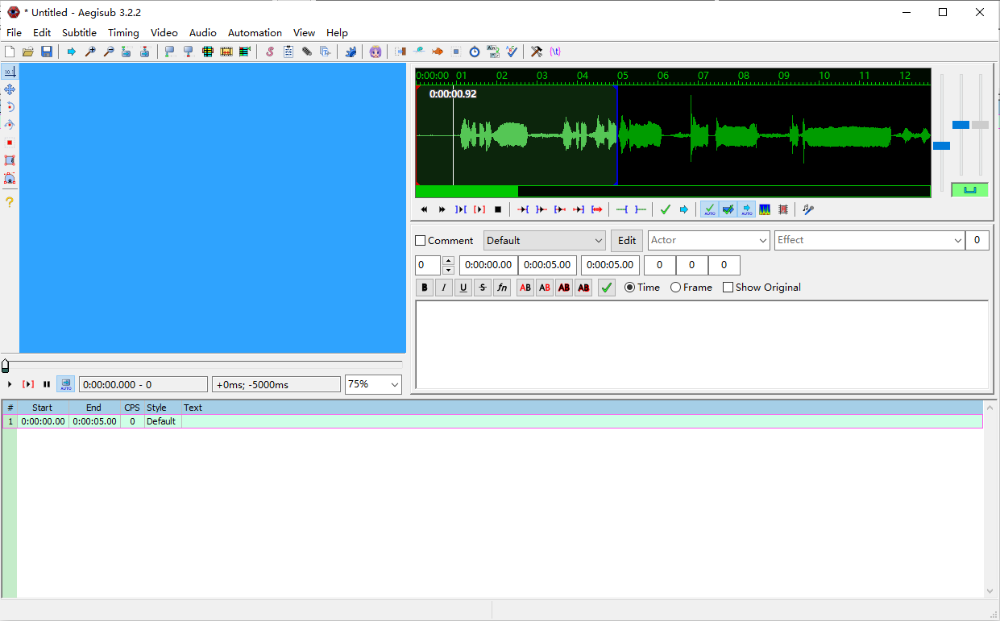 * Untitled - Aegisub 3.2.2
File Edit Subtitle Timing Video Audio Automation View Help
0:00:00 01 02 03 04 05 06 07 08 09 10 11 12
0:00:00.92
AUTO AUTO
Comment Default Edit Actor Effect 0
0 0:00:00.00 0:00:05.00 0:00:05.00 0 0 0
B I U S fn AB AB AB AB Time Frame Show Original
AUTO 0:00:00.000 - 0 +0ms; -5000ms 75%
# Start End CPS Style Text
1 0:00:00.00 0:00:05.00 0 Default